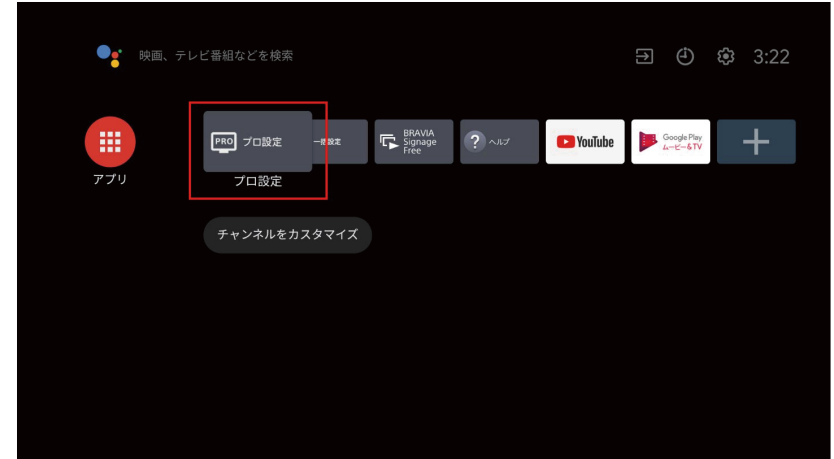 映画、テレビ番組などを検索
3:22
PRO プロ設定
設定
BRAVIA
Signage
Free
? ヘルプ
YouTube
Google Play
ムービー& TV
アプリ
プロ設定
チャンネルをカスタマイズ